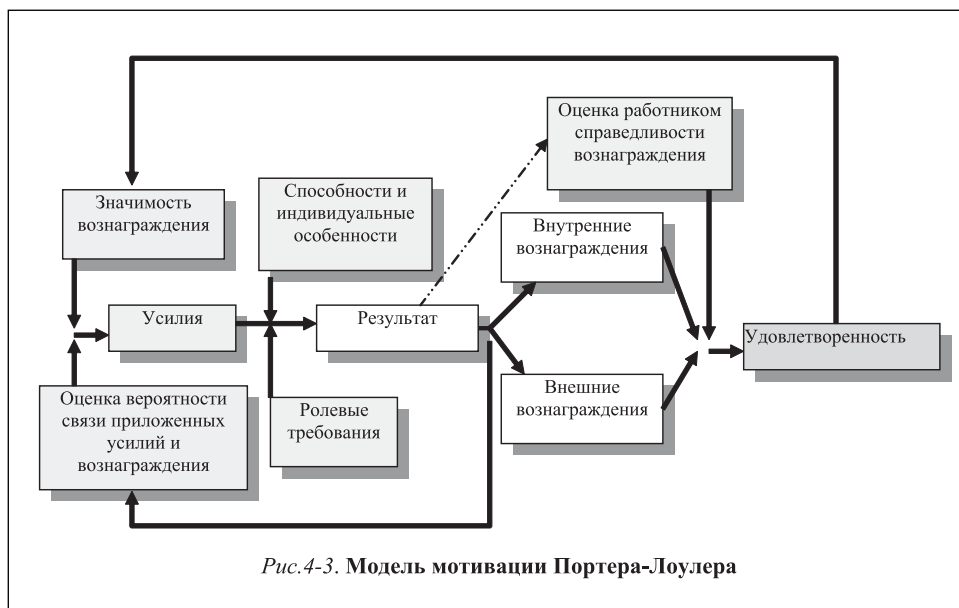 Оценка работником
справедливости
вознаграждения
Значимость
вознаграждения
Способности и
индивидуальные
особенности
Внутренние
вознаграждения
Усилия
Результат
Удовлетворенность
Оценка вероятности
связи приложенных
усилий и
вознаграждения
Ролевые
требования
Внешние
вознаграждения
Рис.4-3. Модель мотивации Портера-Лоулера